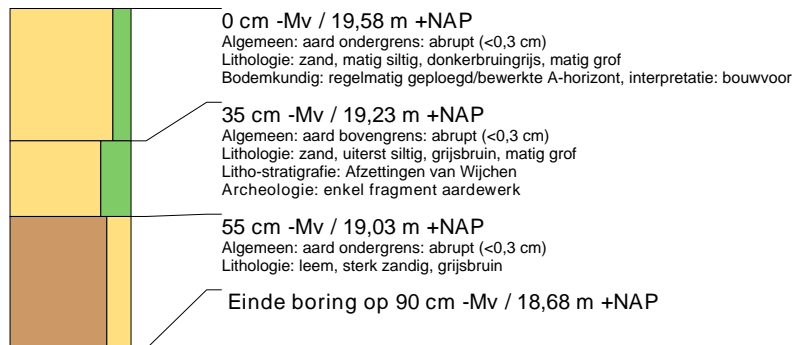 0 cm -Mv / 19,58 m +NAP
Algemeen: aard ondergrens: abrupt (<0,3 cm)
Lithologie: zand, matig siltig, donkerbruingrijs, matig grof
Bodemkundig: regelmatig geploegd/bewerkte A-horizont, interpretatie: bouwvoor
35 cm -Mv / 19,23 m +NAP
Algemeen: aard bovengrens: abrupt (<0,3 cm)
Lithologie: zand, uiterst siltig, grijsbruin, matig grof
Litho-stratigrafie: Afzettingen van Wijchen
Archeologie: enkel fragment aardewerk
55 cm -Mv / 19,03 m +NAP
Algemeen: aard ondergrens: abrupt (<0,3 cm)
Lithologie: leem, sterk zandig, grijsbruin
Einde boring op 90 cm -Mv / 18,68 m +NAP